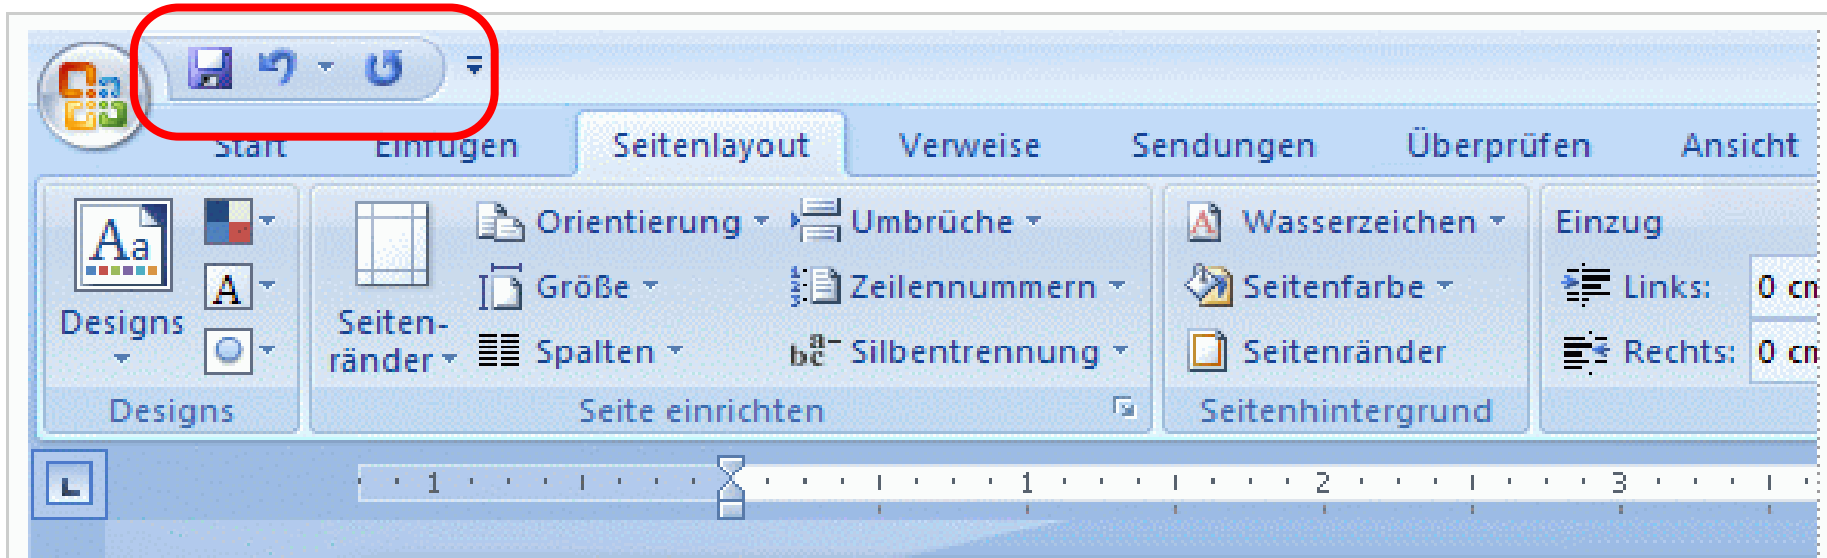 Start Einfügen Seitenlayout Verweise Sendungen Überprüfen Ansicht
Orientierung Umbrüche Wasserzeichen Einzug
Größe Zeilennummern Seitenfarbe Links: 0 cm
Designs Seiten-
ränder Spalten Silbentrennung Seitenränder Rechts: 0 cm
Designs Seite einrichten Seitenhintergrund
1 1 2 3